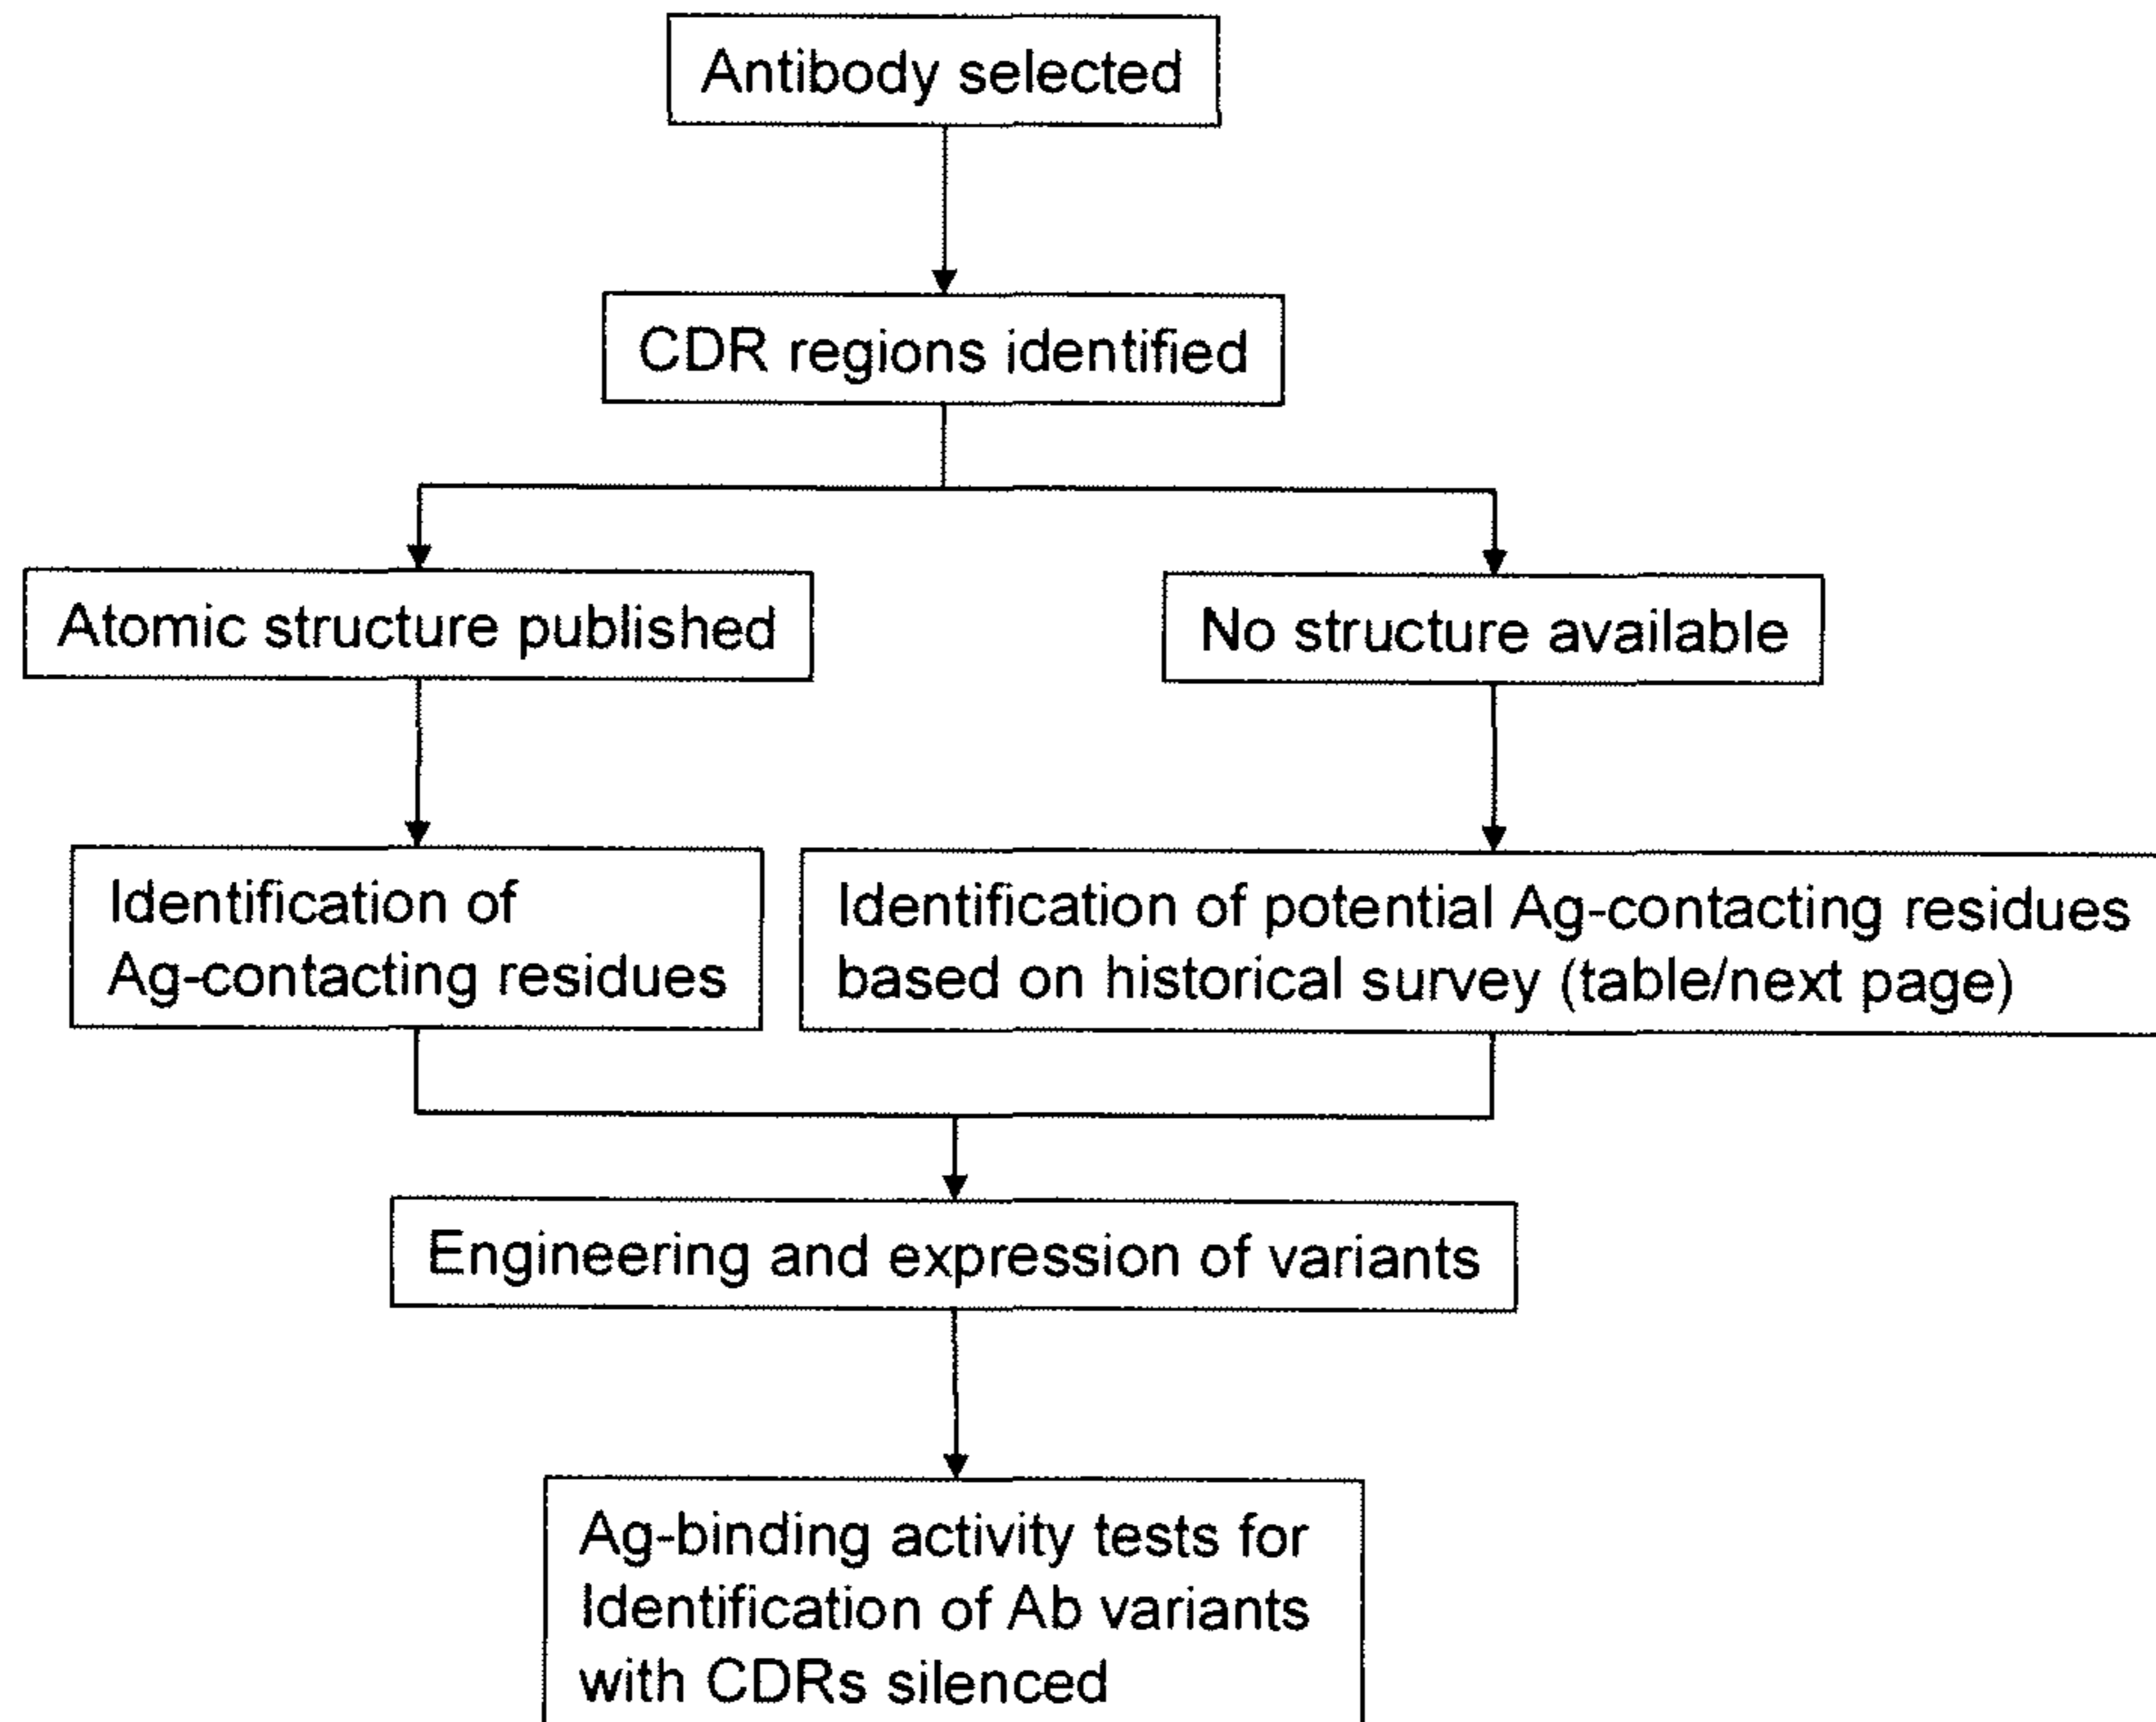 Antibody selected
CDR regions identified
Atomic structure published
No structure available
Identification of
Ag-contacting residues
Identification of potential Ag-contacting residues
based on historical survey (table/next page)
Engineering and expression of variants
Ag-binding activity tests for
Identification of Ab variants
with CDRs silenced